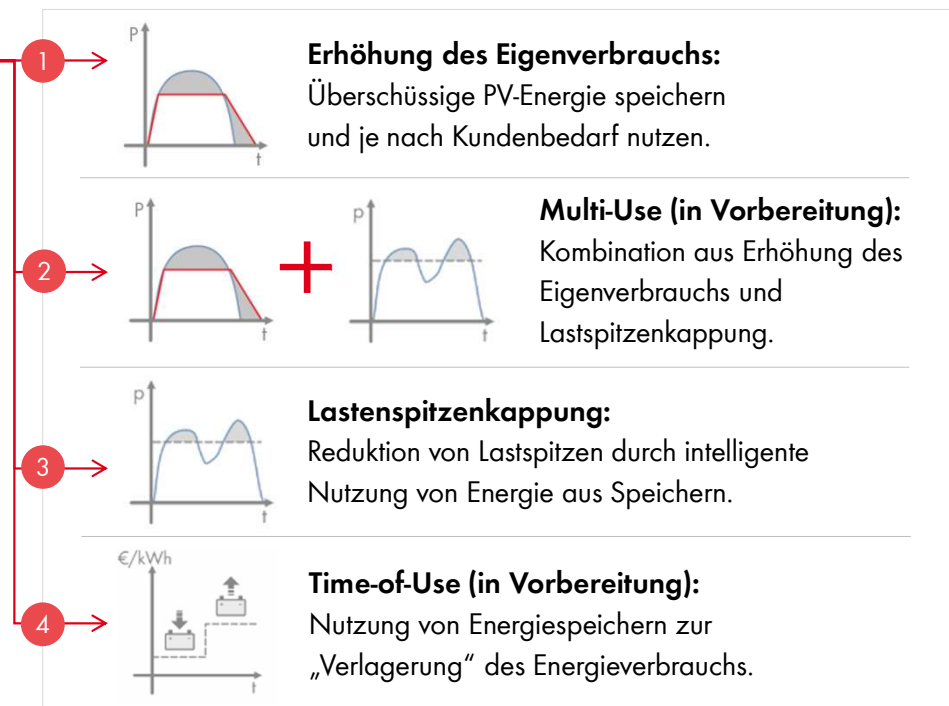 1
P
t
Erhöhung des Eigenverbrauchs:
Überschüssige PV-Energie speichern
und je nach Kundenbedarf nutzen.
2
P
t
+
p
t
Multi-Use (in Vorbereitung):
Kombination aus Erhöhung des
Eigenverbrauchs und
Lastspitzenkappung.
3
p
t
Lastenspitzenkappung:
Reduktion von Lastspitzen durch intelligente
Nutzung von Energie aus Speichern.
4
€/kWh
t
Time-of-Use (in Vorbereitung):
Nutzung von Energiespeichern zur
„Verlagerung“ des Energieverbrauchs.